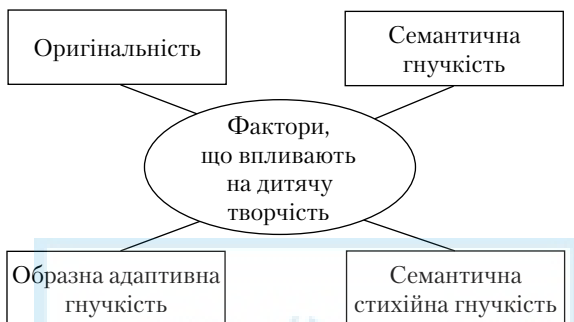 Оригінальність
Семантична
гнучкість
Фактори,
що впливають
на дитячу
творчість
Образна адаптивна
гнучкість
Семантична
стихійна гнучкість